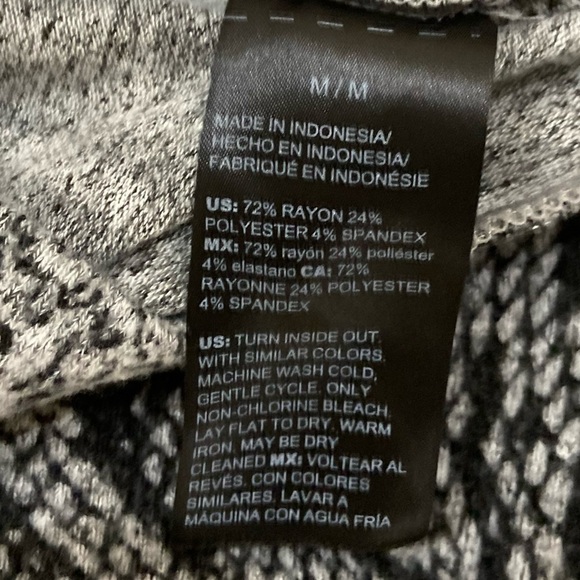 M / M
MADE IN INDONESIA/
HECHO EN INDONESIA/
FABRIQUÉ EN INDONÉSIE
US: 72% RAYON 24%
POLYESTER 4% SPANDEX
MX: 72% rayón 24% poliéster
4% elastano CA: 72%
RAYONNE 24% POLYESTER
4% SPANDEX
US: TURN INSIDE OUT.
WITH SIMILAR COLORS.
MACHINE WASH COLD,
GENTLE CYCLE. ONLY
NON-CHLORINE BLEACH,
LAY FLAT TO DRY. WARM
IRON. MAY BE DRY
CLEANED MX: VOLTEAR AL
REVÉS. CON COLORES
SIMILARES. LAVAR A
MÁQUINA CON AGUA FRÍA